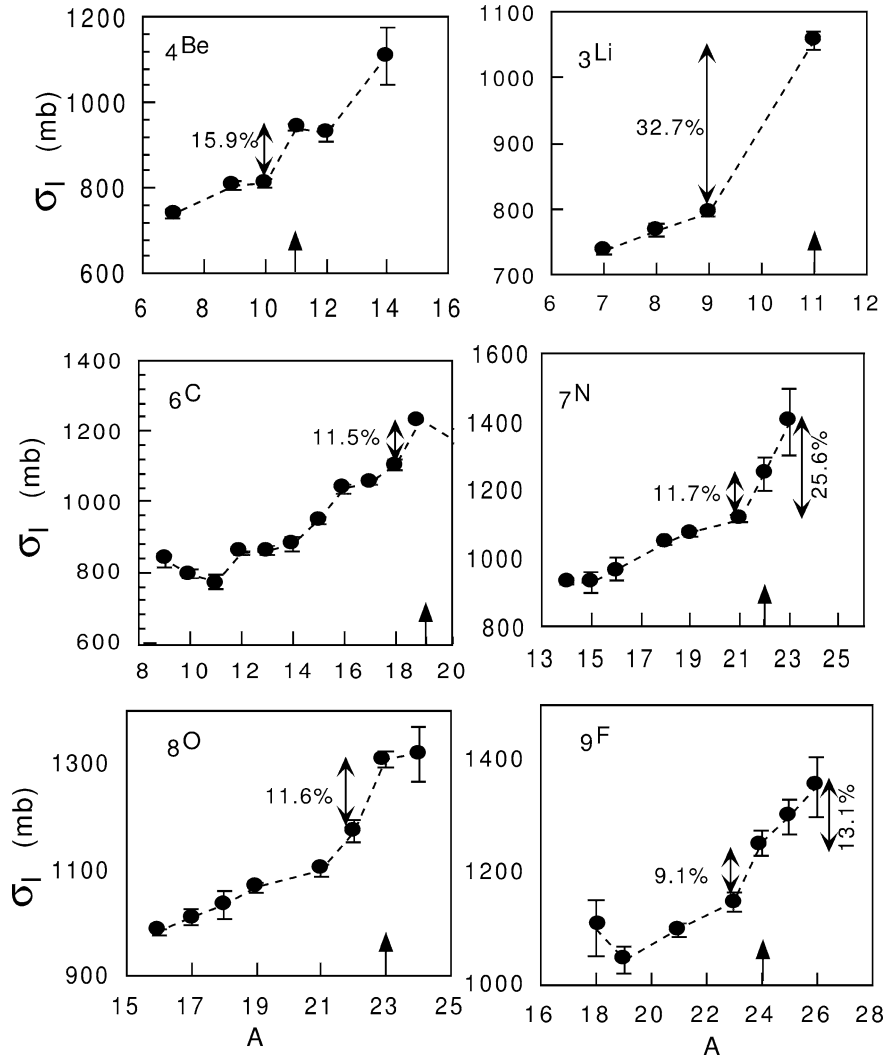 4Be
σI (mb)
1200
1000
800
600
15.9%
6 8 10 12 14 16
3Li
1100
1000
900
800
700
32.7%
6 7 8 9 10 11 12
6C
σI (mb)
1400
1200
1000
800
600
11.5%
8 10 12 14 16 18 20
7N
1600
1400
1200
1000
800
11.7%
25.6%
13 15 17 19 21 23 25
8O
σI (mb)
1300
1100
900
11.6%
15 17 19 21 23 25
A
9F
1400
1200
1000
9.1%
13.1%
16 18 20 22 24 26 28
A